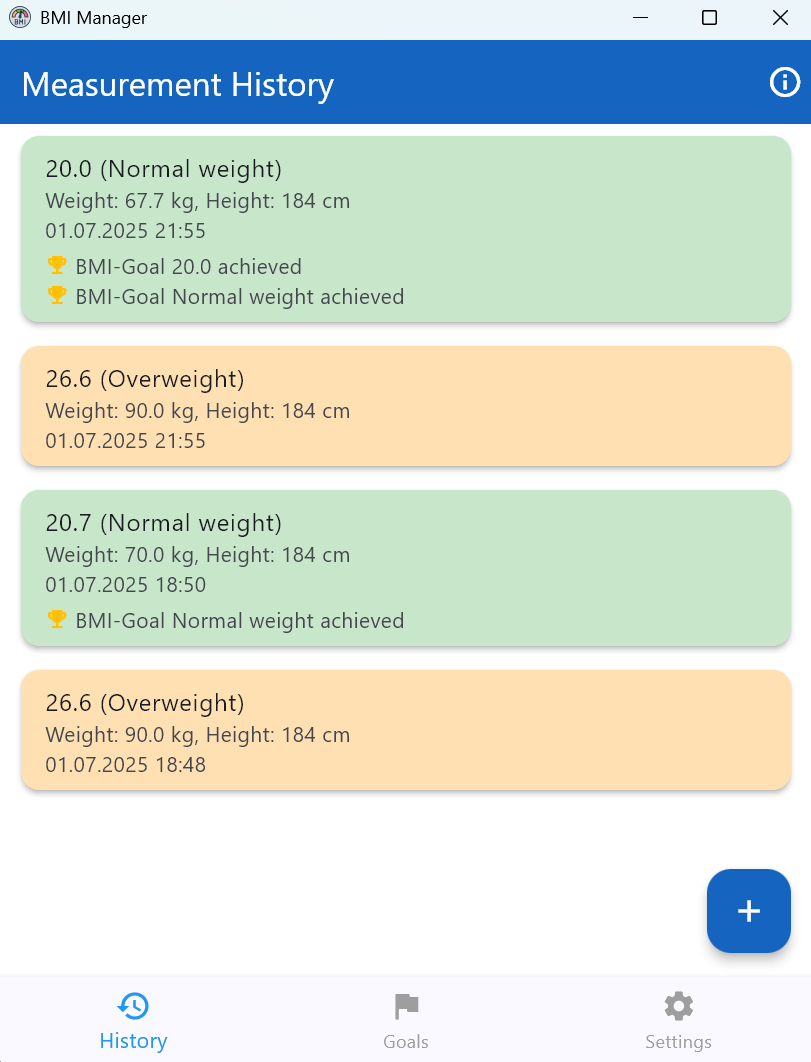 BMI Manager
Measurement History
20.0 (Normal weight)
Weight: 67.7 kg, Height: 184 cm
01.07.2025 21:55
BMI-Goal 20.0 achieved
BMI-Goal Normal weight achieved
26.6 (Overweight)
Weight: 90.0 kg, Height: 184 cm
01.07.2025 21:55
20.7 (Normal weight)
Weight: 70.0 kg, Height: 184 cm
01.07.2025 18:50
BMI-Goal Normal weight achieved
26.6 (Overweight)
Weight: 90.0 kg, Height: 184 cm
01.07.2025 18:48
+
History
Goals
Settings